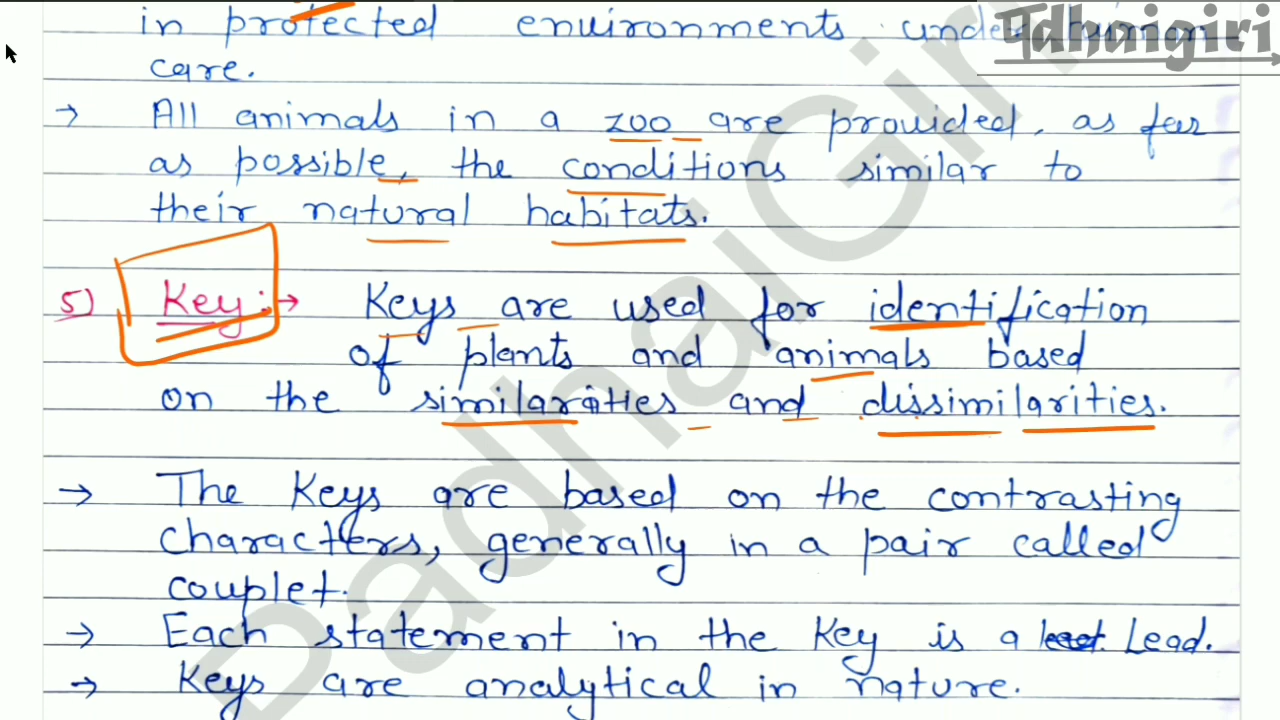 in protected environments under human
Padhaigiri
care.
→ All animals in a zoo are provided, as far
as possible, the conditions similar to
their natural habitats.
5) Key :→ Keys are used for identification
of plants and animals based
on the similarities and dissimilarities.
→ The Keys are based on the contrasting
characters, generally in a pair called
couplet.
→ Each statement in the Key is a Lead.
→ Keys are analytical in nature.
PadhaiGiri